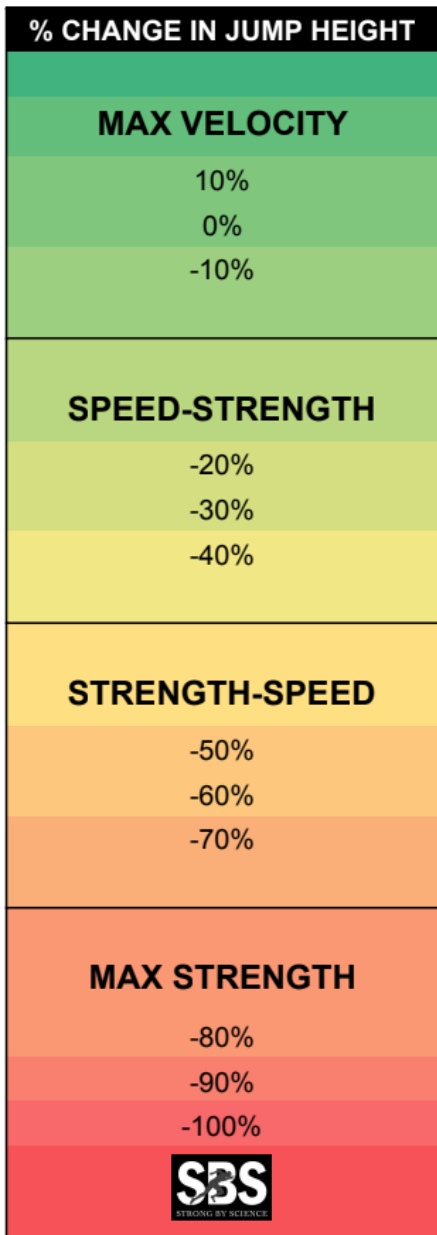 % CHANGE IN JUMP HEIGHT
MAX VELOCITY
10%
0%
-10%
SPEED-STRENGTH
-20%
-30%
-40%
STRENGTH-SPEED
-50%
-60%
-70%
MAX STRENGTH
-80%
-90%
-100%
SBS
STRONG BY SCIENCE